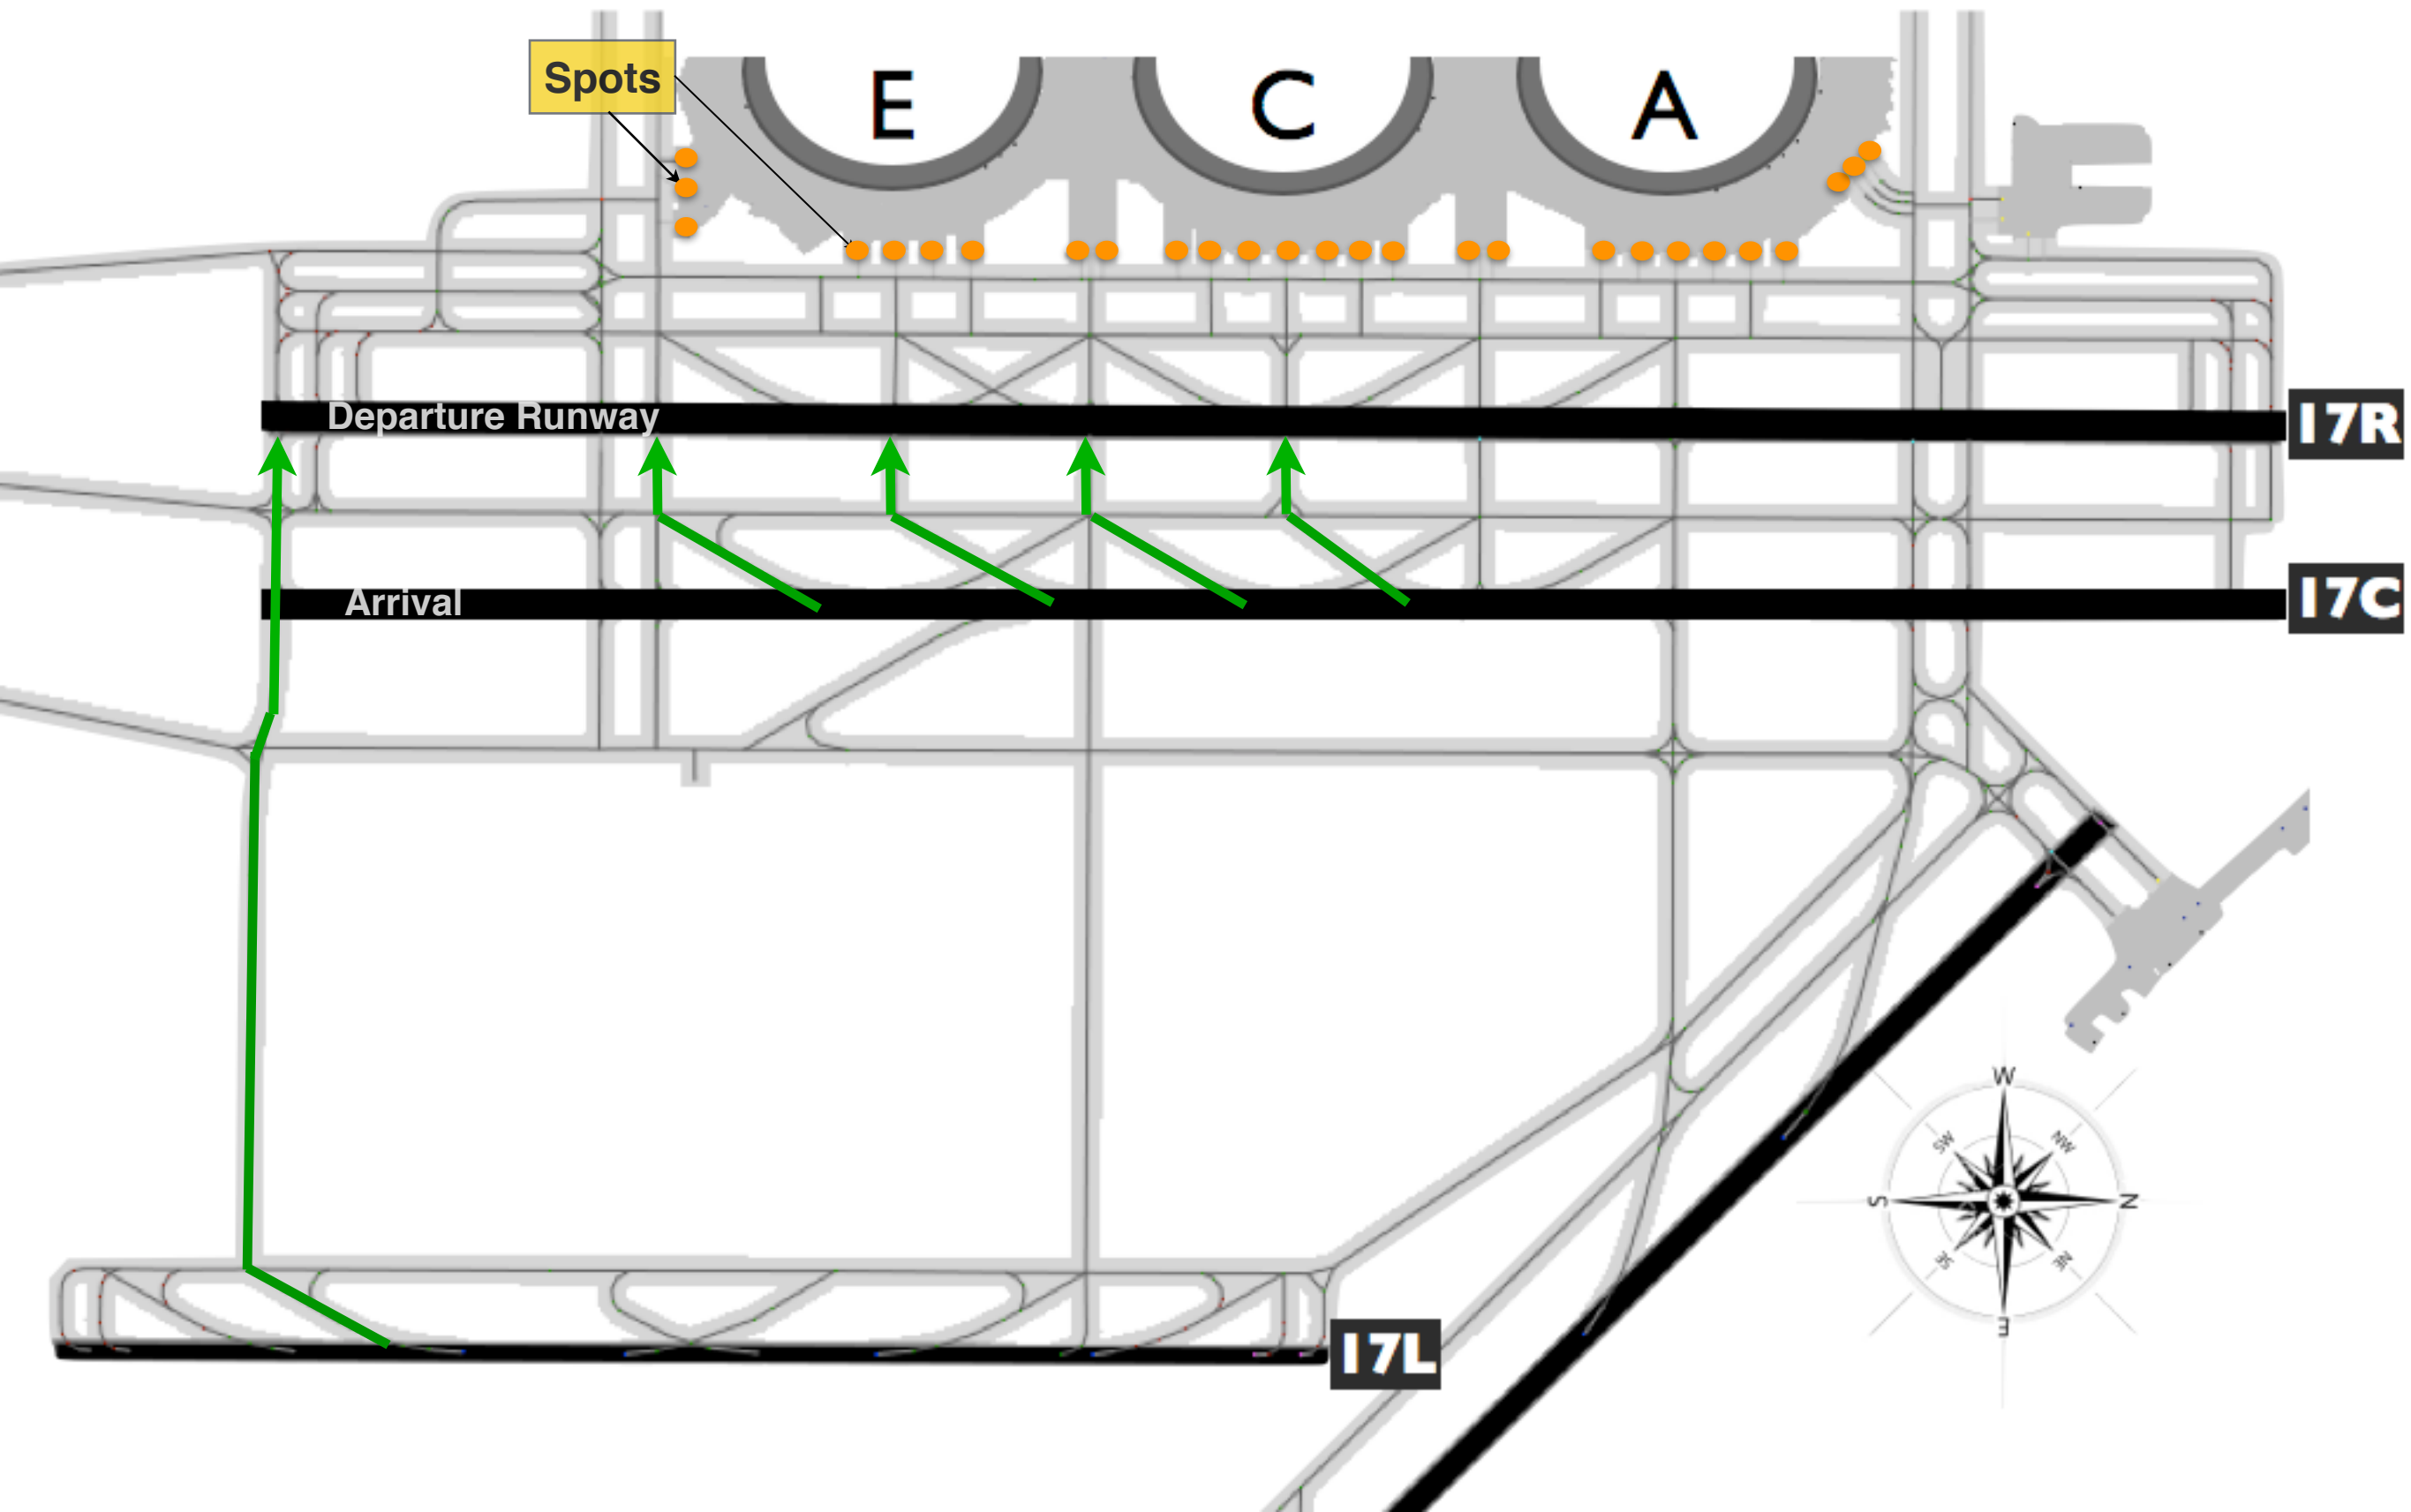 Spots
E
C
A
Departure Runway
17R
Arrival
17C
17L
W
SW
NW
S
N
SE
NE
E